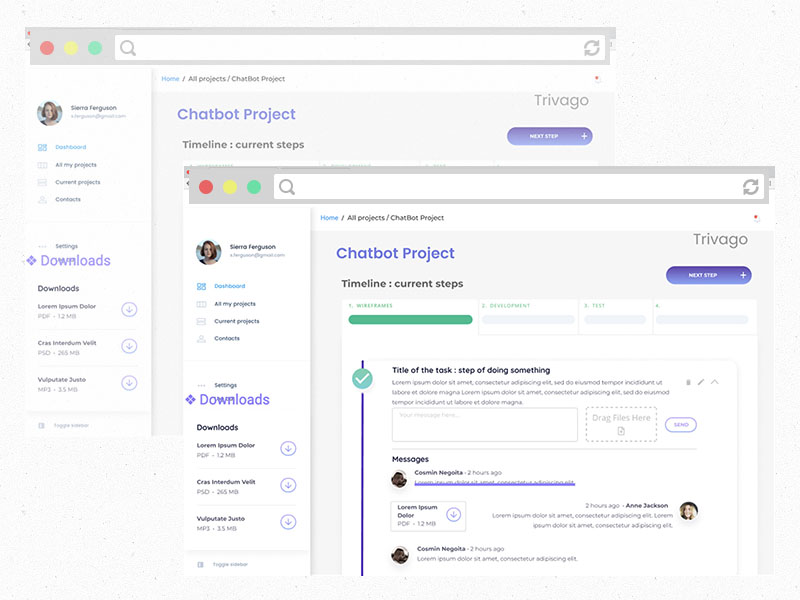 Home / All projects / ChatBot Project
Sierra Ferguson
s.ferguson@gmail.com
Trivago
Chatbot Project
NEXT STEP +
Timeline : current steps
Dashboard
All my projects
Current projects
Contacts
Settings
Downloads
Downloads
Lorem Ipsum Dolor
PDF • 1.2 MB
Cras Interdum Velit
PSD • 265 MB
Vulputate Justo
MP3 • 3.5 MB
Toggle sidebar
Home / All projects / ChatBot Project
Sierra Ferguson
s.ferguson@gmail.com
Trivago
Chatbot Project
NEXT STEP +
Timeline : current steps
Dashboard
All my projects
Current projects
Contacts
Settings
Downloads
Downloads
Lorem Ipsum Dolor
PDF • 1.2 MB
Cras Interdum Velit
PSD • 265 MB
Vulputate Justo
MP3 • 3.5 MB
Toggle sidebar
1. WIREFRAMES
2. DEVELOPMENT
3. TEST
4.
Title of the task : step of doing something
Lorem ipsum dolor sit amet, consectetur adipiscing elit, sed do eiusmod tempor incididunt ut
labore et dolore magna aliqua. Lorem ipsum dolor sit amet, consectetur adipiscing elit, sed do
eiusmod tempor incididunt ut labore et dolore magna.
Your message here...
Drag Files Here
SEND
Messages
Cosmin Negoita - 2 hours ago
Lorem ipsum dolor sit amet, consectetur adipiscing elit.
Lorem Ipsum
Dolor
PDF • 1.2 MB
2 hours ago - Anne Jackson
Lorem ipsum dolor sit amet, consectetur adipiscing elit. Lorem
ipsum dolor sit amet, consectetur adipiscing elit.
Cosmin Negoita - 2 hours ago
Lorem ipsum dolor sit amet, consectetur adipiscing elit.